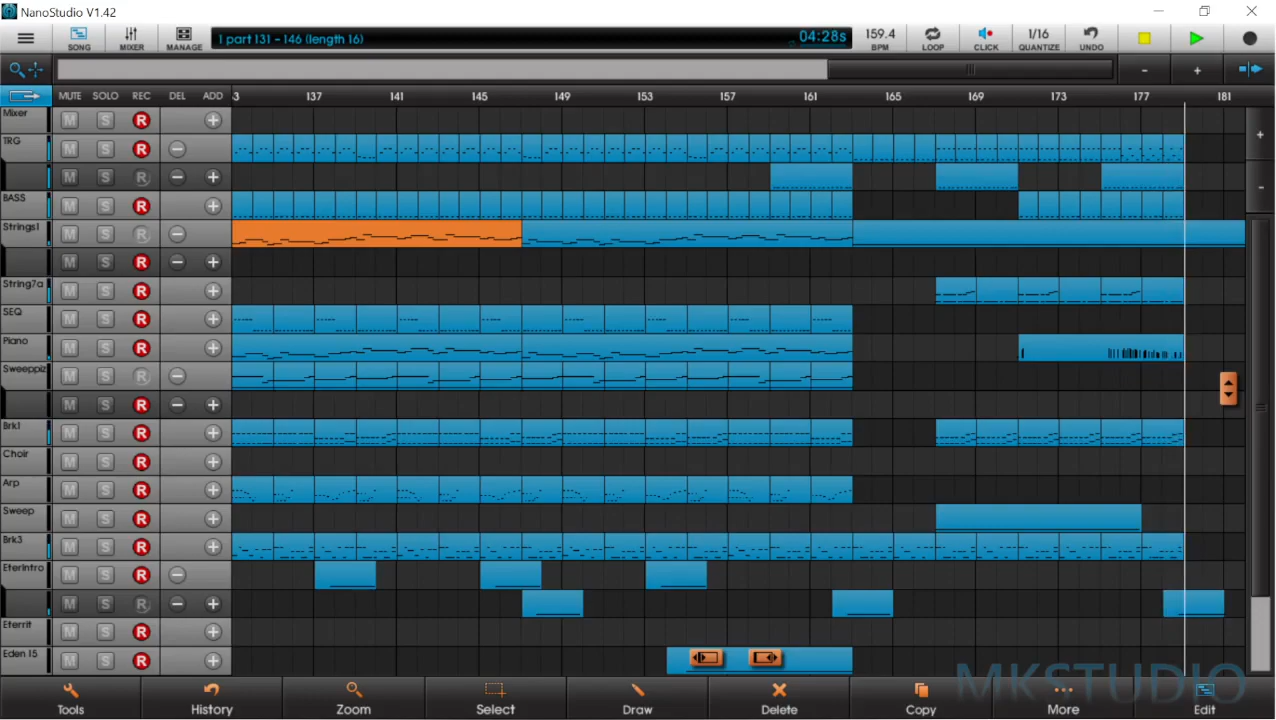 NanoStudio V1.42
SONG MIXER MANAGE 1 part 131 - 146 (length 16) 04:28s 159.4 BPM LOOP CLICK 1/16 QUANTIZE UNDO
MUTE SOLO REC DEL ADD 137 141 145 149 153 157 161 165 169 173 177 181
Mixer M S R
TRG M S R
M S R
BASS M S R
Strings1 M S R
M S R
String7a M S R
SEQ M S R
Piano M S R
Sweeppiz M S R
M S R
Brk1 M S R
Choir M S R
Arp M S R
Sweep M S R
Brk3 M S R
EterIntro M S R
M S R
Eterrit M S R
Eden 15 M S R
MKSTUDIO
Tools History Zoom Select Draw Delete Copy More Edit